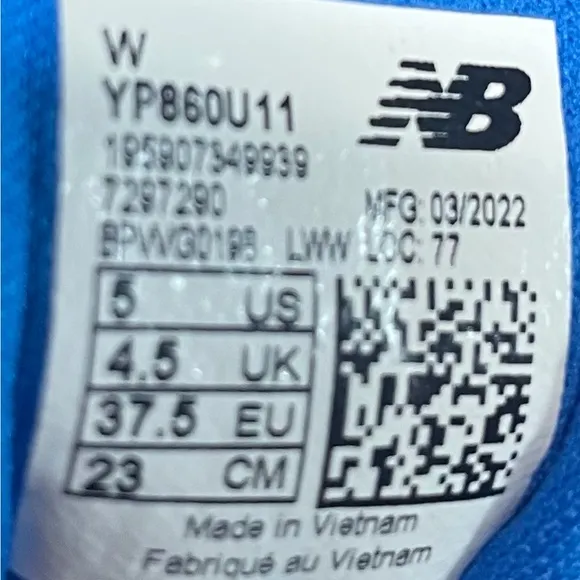 W
YP860U11
NB
195907349939
7297290 MFG: 03/2022
LWW LOC: 77
5 US
4.5 UK
37.5 EU
23 CM
Made in Vietnam
Fabriqué au Vietnam